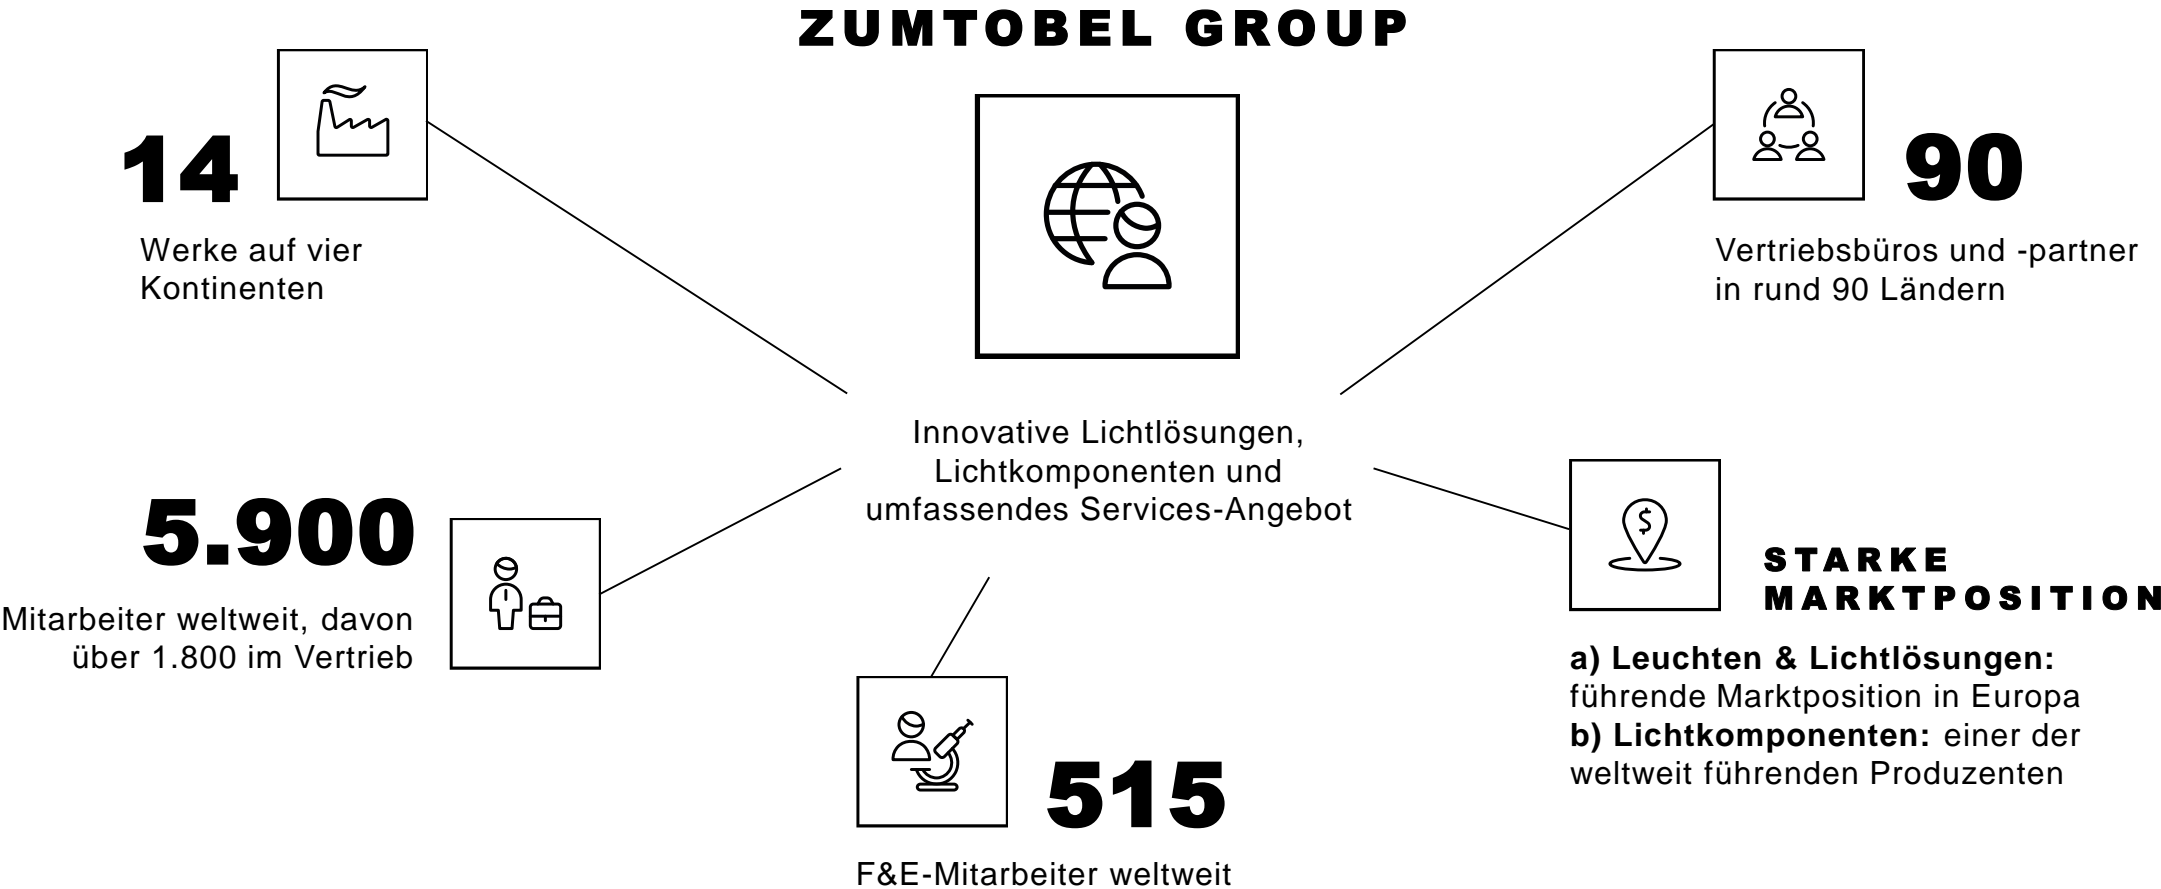 ZUMTOBEL GROUP
14
Werke auf vier
Kontinenten
90
Vertriebsbüros und -partner
in rund 90 Ländern
Innovative Lichtlösungen,
Lichtkomponenten und
umfassendes Services-Angebot
5.900
Mitarbeiter weltweit, davon
über 1.800 im Vertrieb
$
STARKE
MARKTPOSITION
a) Leuchten & Lichtlösungen:
führende Marktposition in Europa
b) Lichtkomponenten: einer der
weltweit führenden Produzenten
515
F&E-Mitarbeiter weltweit